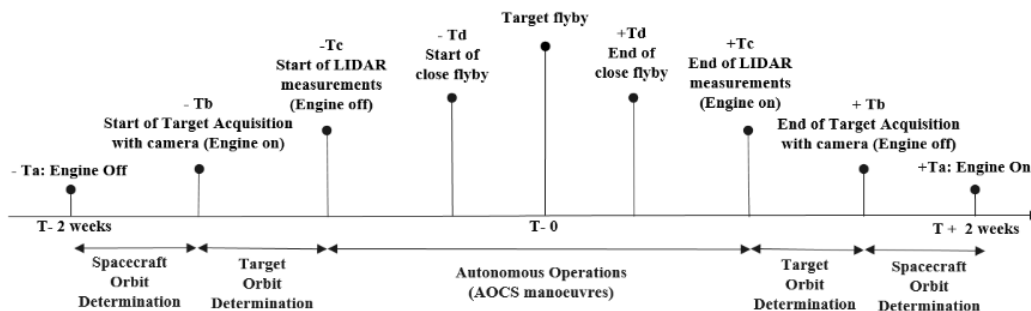 Target flyby
- Td
Start of
close flyby
+Td
End of
close flyby
-Tc
Start of LIDAR
measurements
(Engine off)
+Tc
End of LIDAR
measurements
(Engine on)
- Tb
Start of Target Acquisition
with camera (Engine on)
+ Tb
End of Target Acquisition
with camera (Engine off)
- Ta: Engine Off
+Ta: Engine On
T- 2 weeks
T- 0
T + 2 weeks
Spacecraft
Orbit
Determination
Target
Orbit
Determination
Autonomous Operations
(AOCS manoeuvres)
Target
Orbit
Determination
Spacecraft
Orbit
Determination